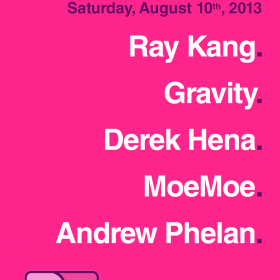 Saturday, August 10th, 2013
Ray Kang.
Gravity.
Derek Hena.
MoeMoe.
Andrew Phelan.